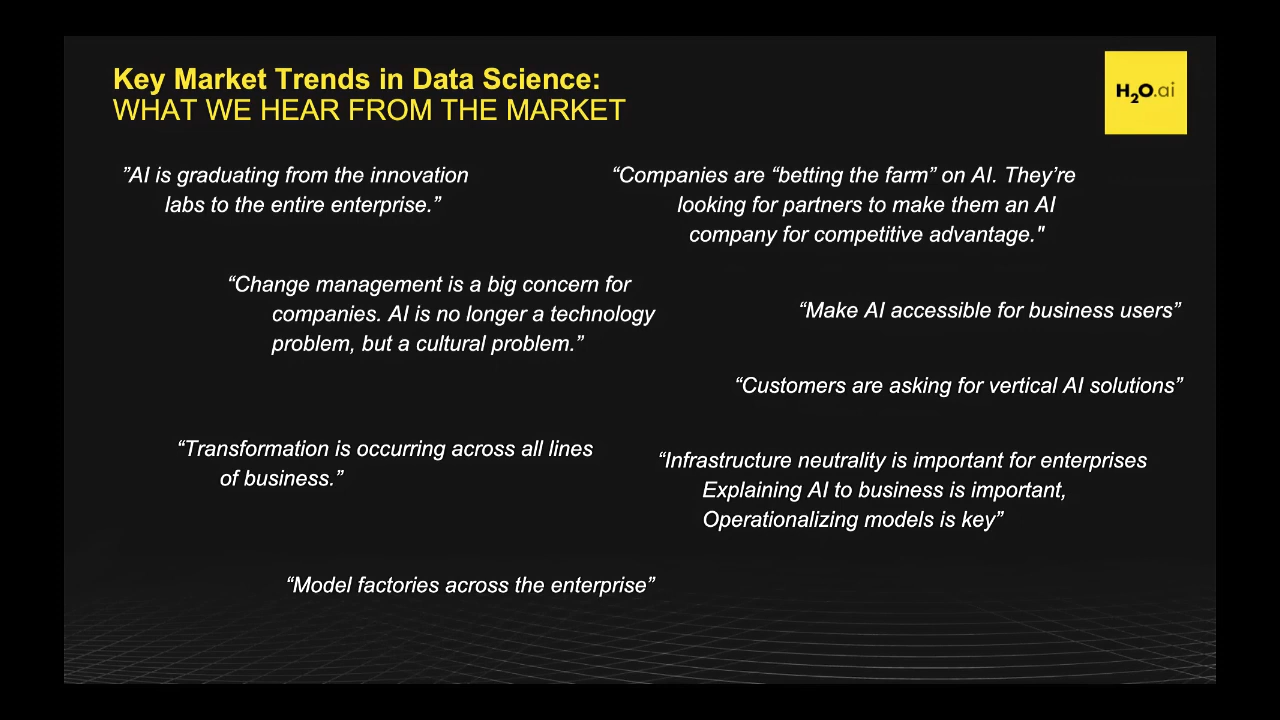 Key Market Trends in Data Science:
WHAT WE HEAR FROM THE MARKET
H2O.ai
”AI is graduating from the innovation
labs to the entire enterprise.”
“Companies are “betting the farm” on AI. They’re
looking for partners to make them an AI
company for competitive advantage."
“Change management is a big concern for
companies. AI is no longer a technology
problem, but a cultural problem.”
“Make AI accessible for business users”
“Customers are asking for vertical AI solutions”
“Transformation is occurring across all lines
of business.”
“Infrastructure neutrality is important for enterprises
Explaining AI to business is important,
Operationalizing models is key”
“Model factories across the enterprise”